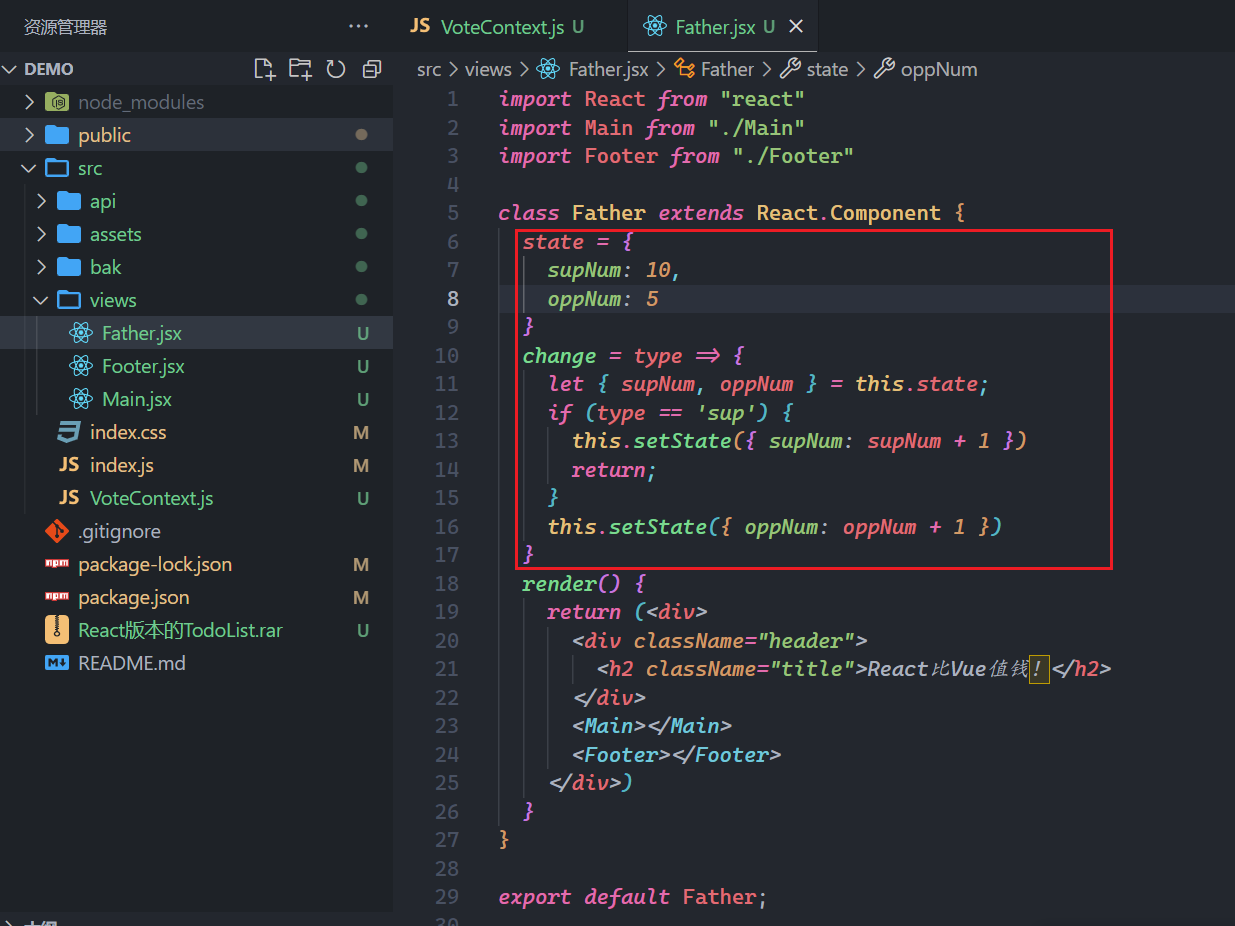 资源管理器
···
DEMO
node_modules
public
src
api
assets
bak
views
Father.jsx U
Footer.jsx U
Main.jsx U
index.css M
JS index.js M
JS VoteContext.js U
.gitignore
npm package-lock.json M
npm package.json M
React版本的TodoList.rar U
README.md
大纲
JS VoteContext.js U
Father.jsx U ×
src > views > Father.jsx > Father > state > oppNum
1 import React from "react"
2 import Main from "./Main"
3 import Footer from "./Footer"
4
5 class Father extends React.Component {
6 state = {
7 supNum: 10,
8 oppNum: 5
9 }
10 change = type => {
11 let { supNum, oppNum } = this.state;
12 if (type == 'sup') {
13 this.setState({ supNum: supNum + 1 })
14 return;
15 }
16 this.setState({ oppNum: oppNum + 1 })
17 }
18 render() {
19 return (<div>
20 <div className="header">
21 <h2 className="title">React比Vue值钱！</h2>
22 </div>
23 <Main></Main>
24 <Footer></Footer>
25 </div>)
26 }
27 }
28
29 export default Father;
30